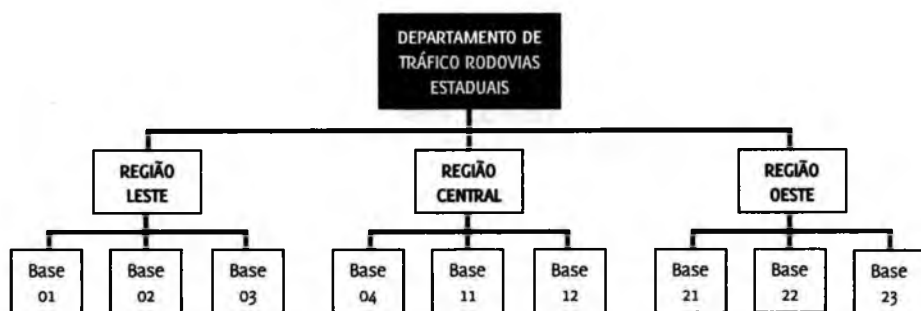 DEPARTAMENTO DE
TRÁFICO RODOVIAS
ESTADUAIS
REGIÃO
LESTE
REGIÃO
CENTRAL
REGIÃO
OESTE
Base
01
Base
02
Base
03
Base
04
Base
11
Base
12
Base
21
Base
22
Base
23